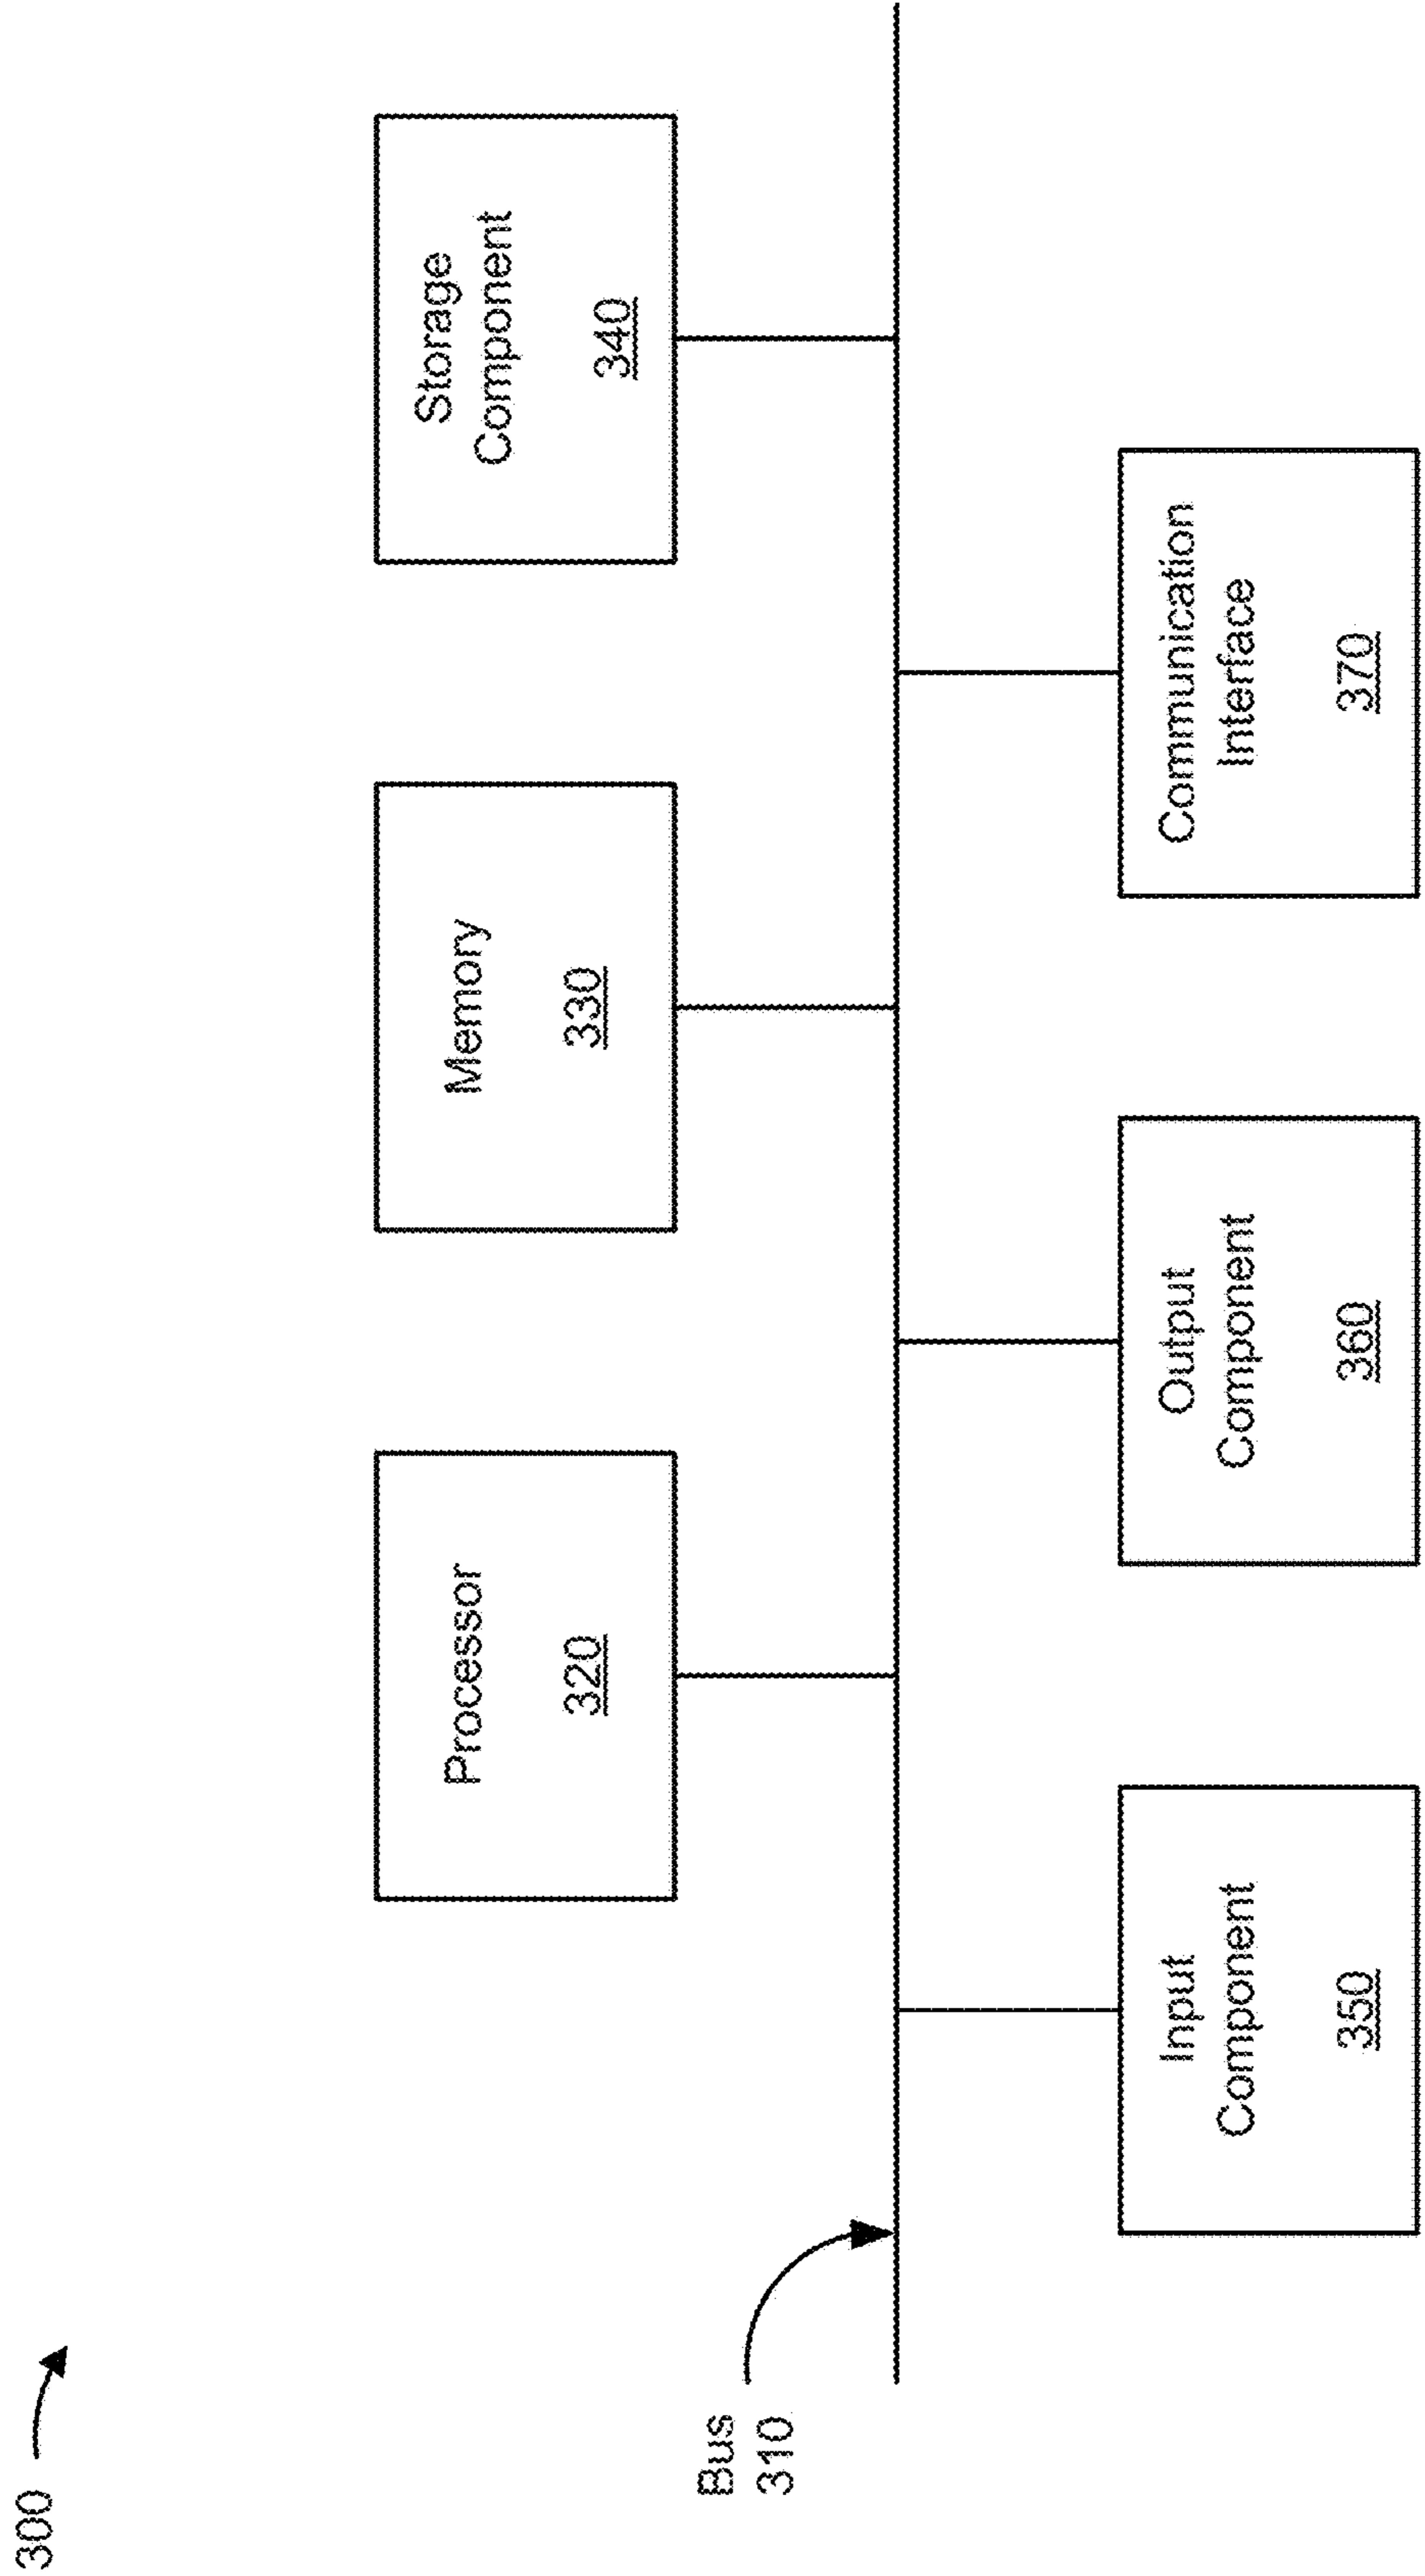 300
Processor
320
Memory
330
Storage
Component
340
Bus
310
Input
Component
350
Output
Component
360
Communication
Interface
370